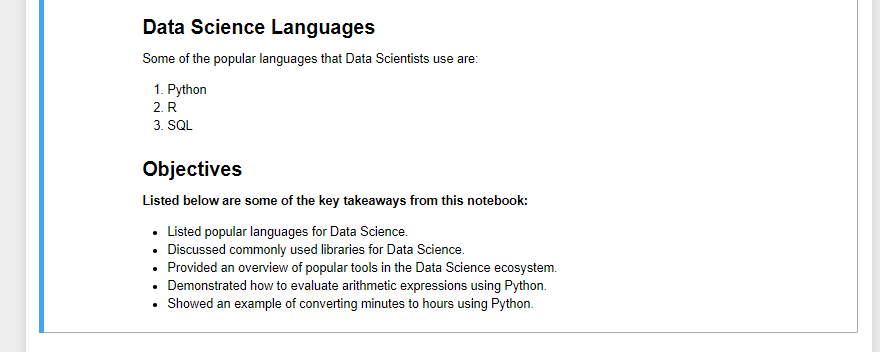 Data Science Languages
Some of the popular languages that Data Scientists use are:
1. Python
2. R
3. SQL
Objectives
Listed below are some of the key takeaways from this notebook:
• Listed popular languages for Data Science.
• Discussed commonly used libraries for Data Science.
• Provided an overview of popular tools in the Data Science ecosystem.
• Demonstrated how to evaluate arithmetic expressions using Python.
• Showed an example of converting minutes to hours using Python.